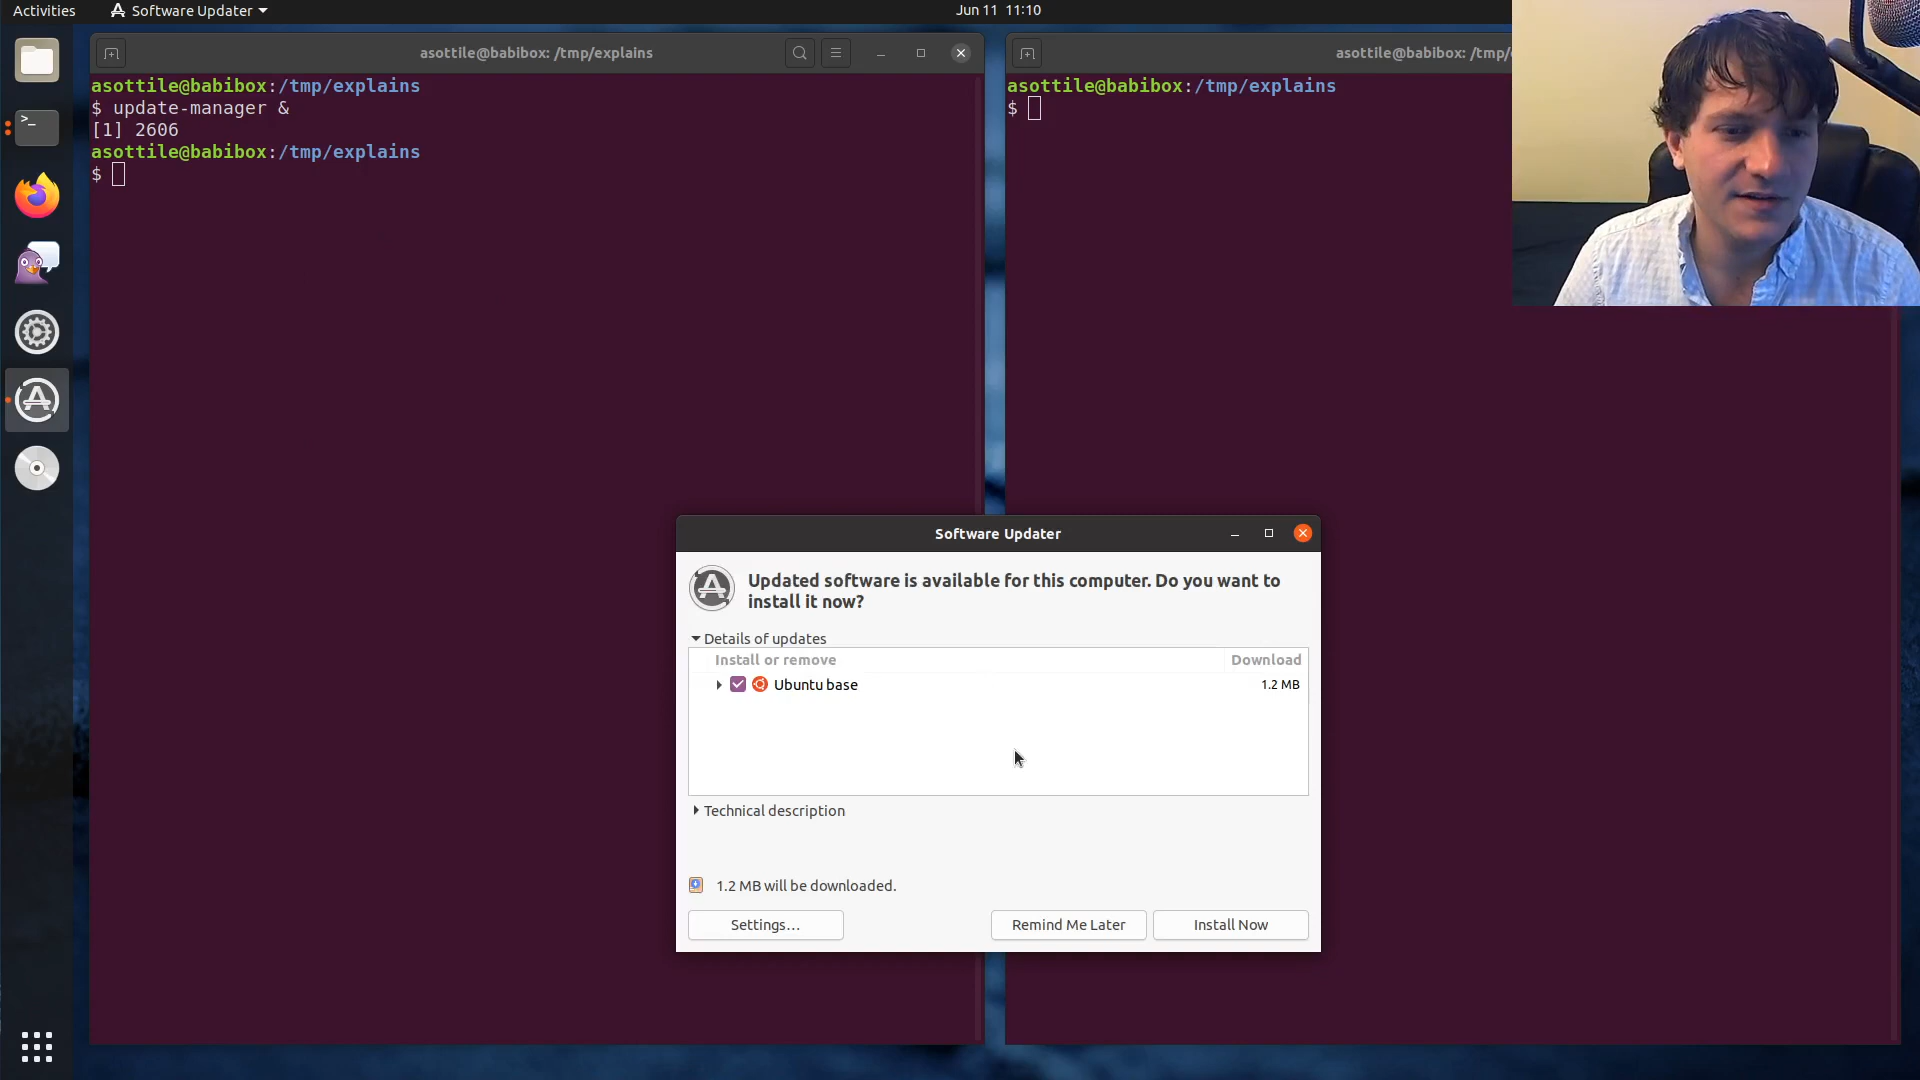 Activities
Software Updater
Jun 11 11:10
asottile@babibox: /tmp/explains
asottile@babibox:/tmp/explains
$ update-manager &
[1] 2606
asottile@babibox:/tmp/explains
$
asottile@babibox: /tmp/
asottile@babibox:/tmp/explains
$
Software Updater
Updated software is available for this computer. Do you want to
install it now?
Details of updates
Install or remove
Download
Ubuntu base
1.2 MB
Technical description
1.2 MB will be downloaded.
Settings…
Remind Me Later
Install Now